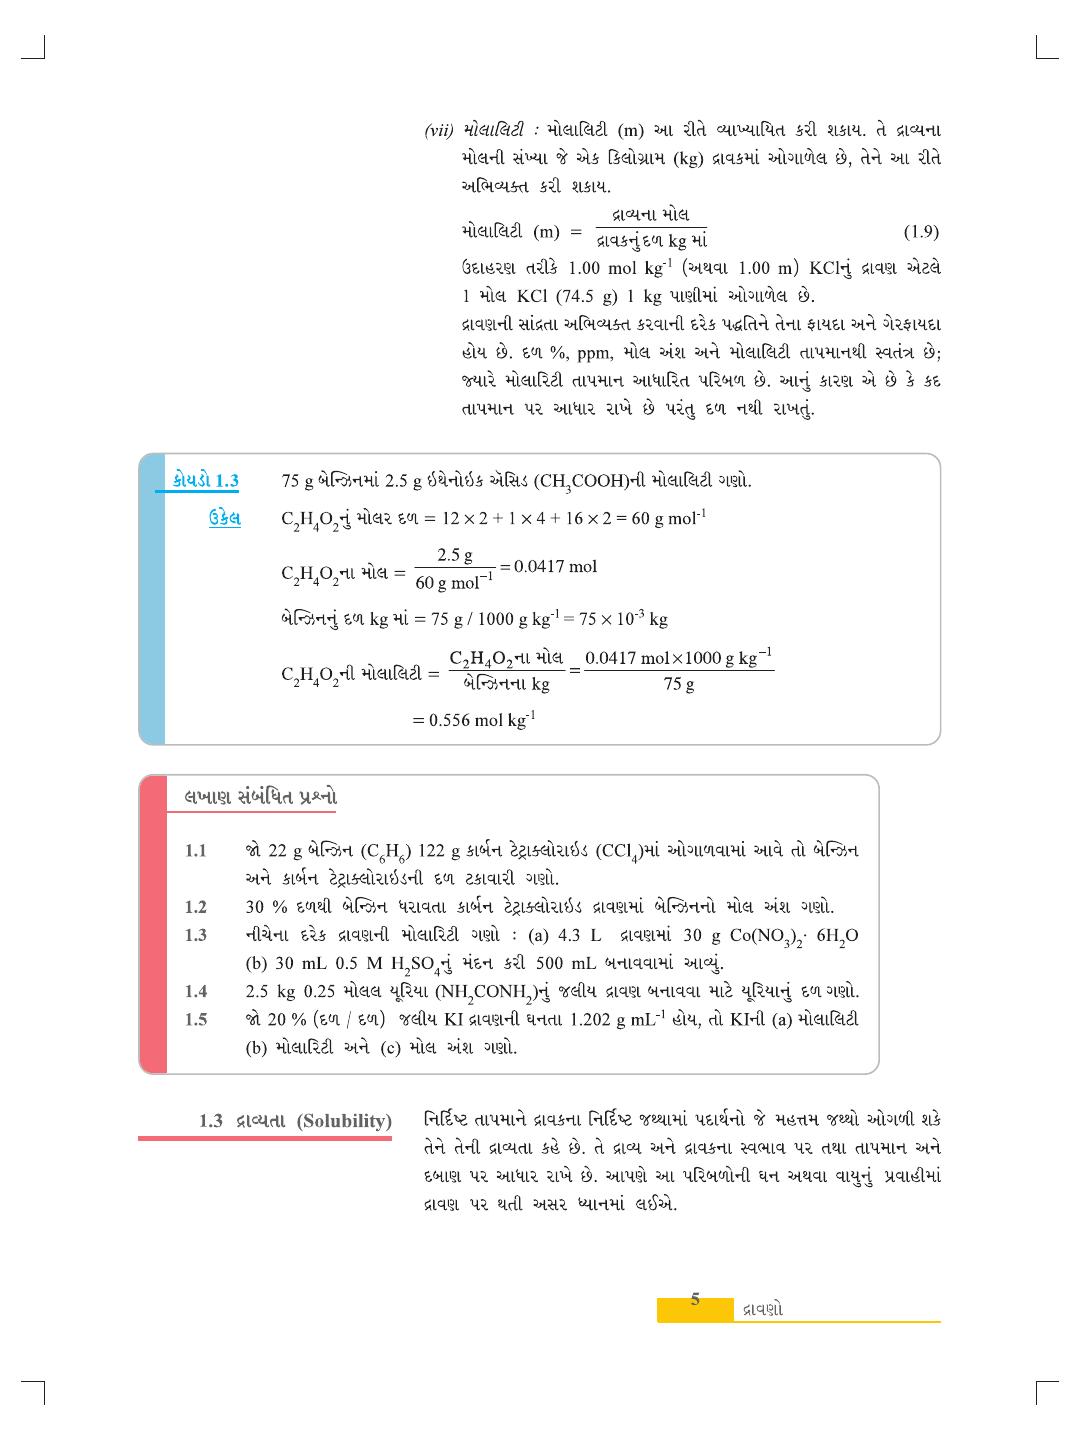 (vii) મોલાલિટી : મોલાલિટી (m) આ રીતે વ્યાખ્યાયિત કરી શકાય. તે દ્રાવ્યના
મોલની સંખ્યા જે એક કિલોગ્રામ (kg) દ્રાવકમાં ઓગાળેલ છે, તેને આ રીતે
અભિવ્યક્ત કરી શકાય.
મોલાલિટી (m) = દ્રાવ્યના મોલ / દ્રાવકનું દળ kg માં (1.9)
ઉદાહરણ તરીકે 1.00 mol kg⁻¹ (અથવા 1.00 m) KClનું દ્રાવણ એટલે
1 મોલ KCl (74.5 g) 1 kg પાણીમાં ઓગાળેલ છે.
દ્રાવણની સાંદ્રતા અભિવ્યક્ત કરવાની દરેક પદ્ધતિને તેના ફાયદા અને ગેરફાયદા
હોય છે. દળ %, ppm, મોલ અંશ અને મોલાલિટી તાપમાનથી સ્વતંત્ર છે;
જ્યારે મોલારિટી તાપમાન આધારિત પરિબળ છે. આનું કારણ એ છે કે કદ
તાપમાન પર આધાર રાખે છે પરંતુ દળ નથી રાખતું.
કોયડો 1.3 75 g બેન્ઝિનમાં 2.5 g ઇથેનોઇક ઍસિડ (CH₃COOH)ની મોલાલિટી ગણો.
ઉકેલ C₂H₄O₂નું મોલર દળ = 12 × 2 + 1 × 4 + 16 × 2 = 60 g mol⁻¹
C₂H₄O₂ના મોલ = 2.5 g / 60 g mol⁻¹ = 0.0417 mol
બેન્ઝિનનું દળ kg માં = 75 g / 1000 g kg⁻¹ = 75 × 10⁻³ kg
C₂H₄O₂ની મોલાલિટી = C₂H₄O₂ના મોલ / બેન્ઝિનના kg = 0.0417 mol×1000 g kg⁻¹ / 75 g
= 0.556 mol kg⁻¹
લખાણ સંબંધિત પ્રશ્નો
1.1 જો 22 g બેન્ઝિન (C₆H₆) 122 g કાર્બન ટેટ્રાક્લોરાઇડ (CCl₄)માં ઓગાળવામાં આવે તો બેન્ઝિન
અને કાર્બન ટેટ્રાક્લોરાઇડની દળ ટકાવારી ગણો.
1.2 30 % દળથી બેન્ઝિન ધરાવતા કાર્બન ટેટ્રાક્લોરાઇડ દ્રાવણમાં બેન્ઝિનનો મોલ અંશ ગણો.
1.3 નીચેના દરેક દ્રાવણની મોલારિટી ગણો : (a) 4.3 L દ્રાવણમાં 30 g Co(NO₃)₂· 6H₂O
(b) 30 mL 0.5 M H₂SO₄નું મંદન કરી 500 mL બનાવવામાં આવ્યું.
1.4 2.5 kg 0.25 મોલલ યૂરિયા (NH₂CONH₂)નું જલીય દ્રાવણ બનાવવા માટે યૂરિયાનું દળ ગણો.
1.5 જો 20 % (દળ / દળ) જલીય KI દ્રાવણની ઘનતા 1.202 g mL⁻¹ હોય, તો KIની (a) મોલાલિટી
(b) મોલારિટી અને (c) મોલ અંશ ગણો.
1.3 દ્રાવ્યતા (Solubility)
નિર્દિષ્ટ તાપમાને દ્રાવકના નિર્દિષ્ટ જથ્થામાં પદાર્થનો જે મહત્તમ જથ્થો ઓગળી શકે
તેને તેની દ્રાવ્યતા કહે છે. તે દ્રાવ્ય અને દ્રાવકના સ્વભાવ પર તથા તાપમાન અને
દબાણ પર આધાર રાખે છે. આપણે આ પરિબળોની ઘન અથવા વાયુનું પ્રવાહીમાં
દ્રાવણ પર થતી અસર ધ્યાનમાં લઈએ.
5 દ્રાવણો